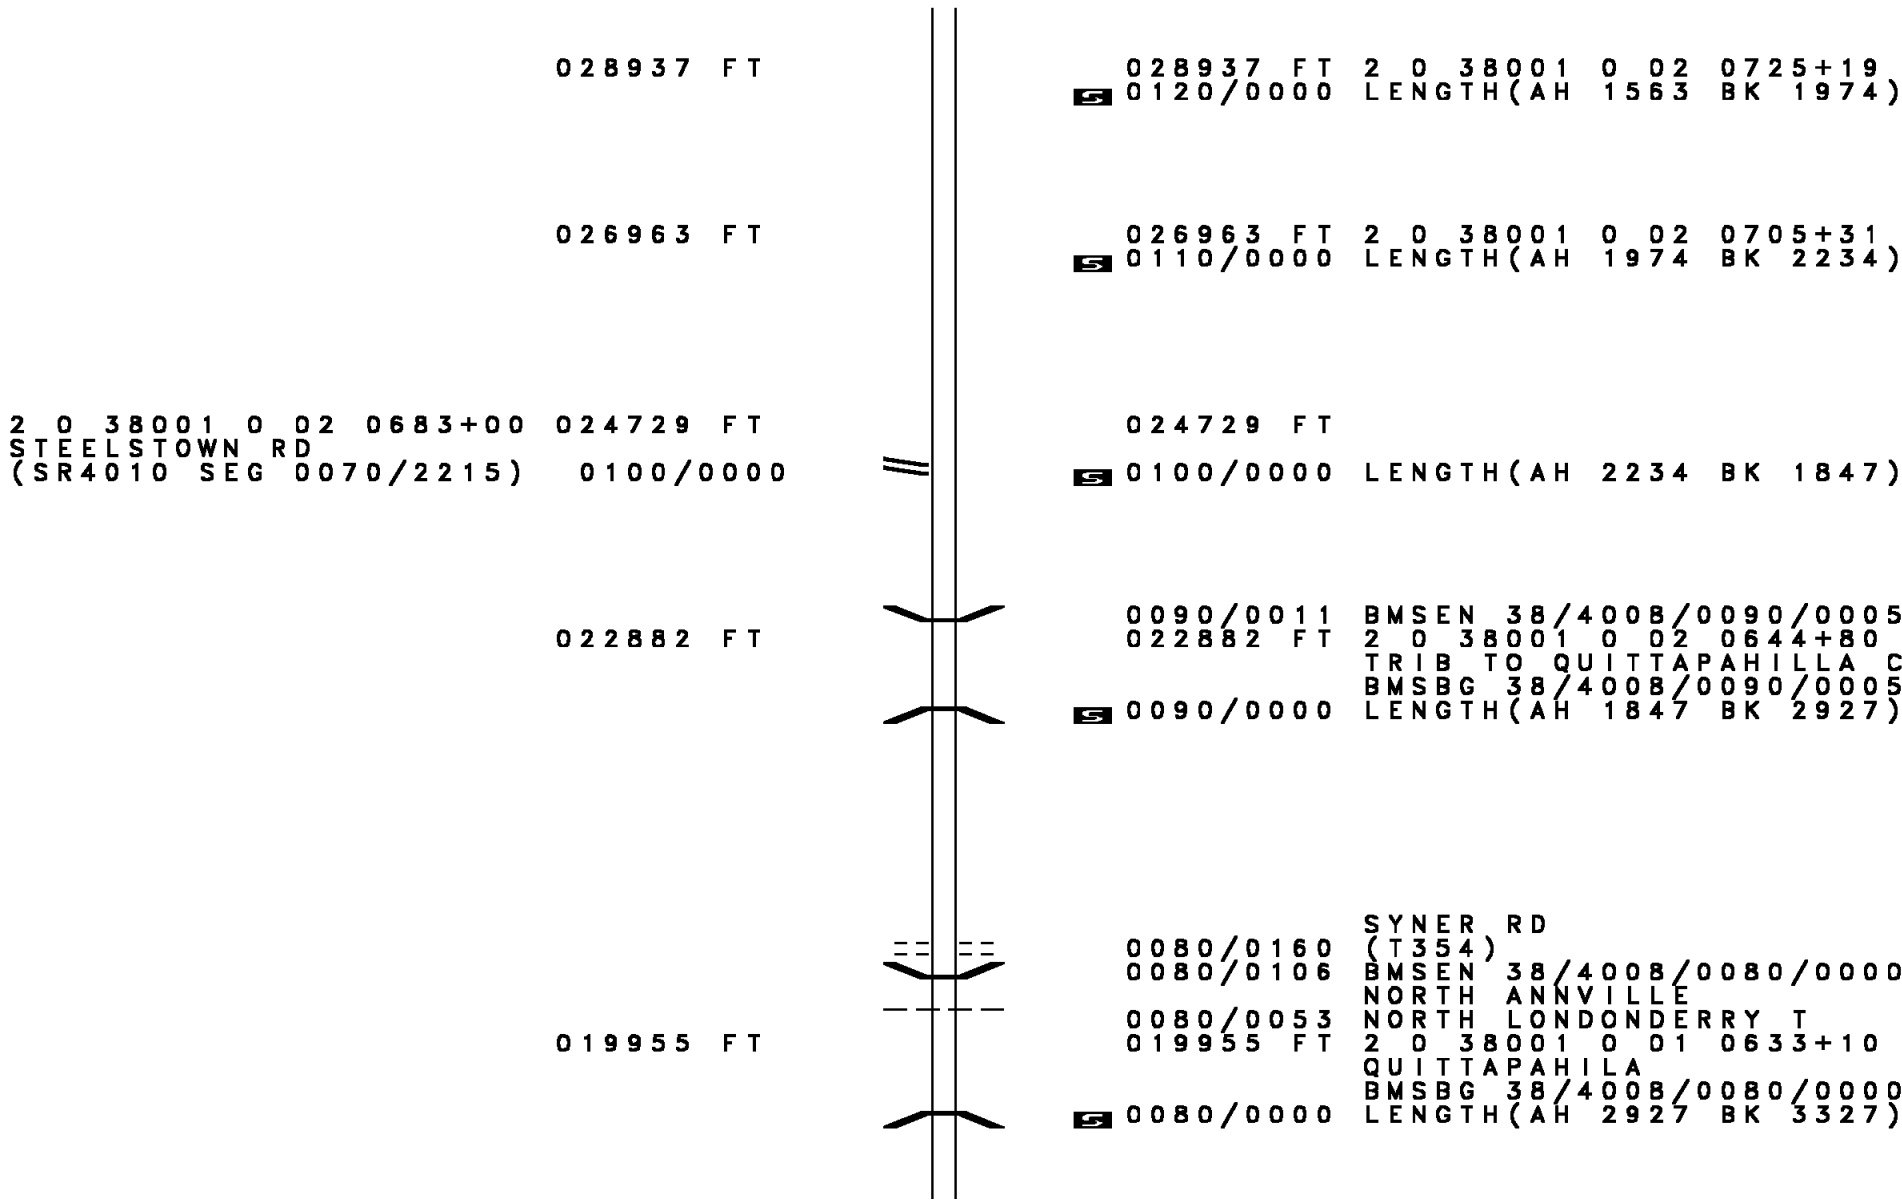 028937 FT 028937 FT 2 0 38001 0 02 0725+19
S 0120/0000 LENGTH(AH 1563 BK 1974)
026963 FT 026963 FT 2 0 38001 0 02 0705+31
S 0110/0000 LENGTH(AH 1974 BK 2234)
2 0 38001 0 02 0683+00 024729 FT 024729 FT
STEELSTOWN RD
(SR4010 SEG 0070/2215) 0100/0000 S 0100/0000 LENGTH(AH 2234 BK 1847)
0090/0011 BMSEN 38/4008/0090/0005
022882 FT 022882 FT 2 0 38001 0 02 0644+80
TRIB TO QUITTAPAHILLA C
BMSBG 38/4008/0090/0005
S 0090/0000 LENGTH(AH 1847 BK 2927)
SYNER RD
0080/0160 (T354)
0080/0106 BMSEN 38/4008/0080/0000
NORTH ANNVILLE
0080/0053 NORTH LONDONDERRY T
019955 FT 019955 FT 2 0 38001 0 01 0633+10
QUITTAPAHILA
BMSBG 38/4008/0080/0000
S 0080/0000 LENGTH(AH 2927 BK 3327)